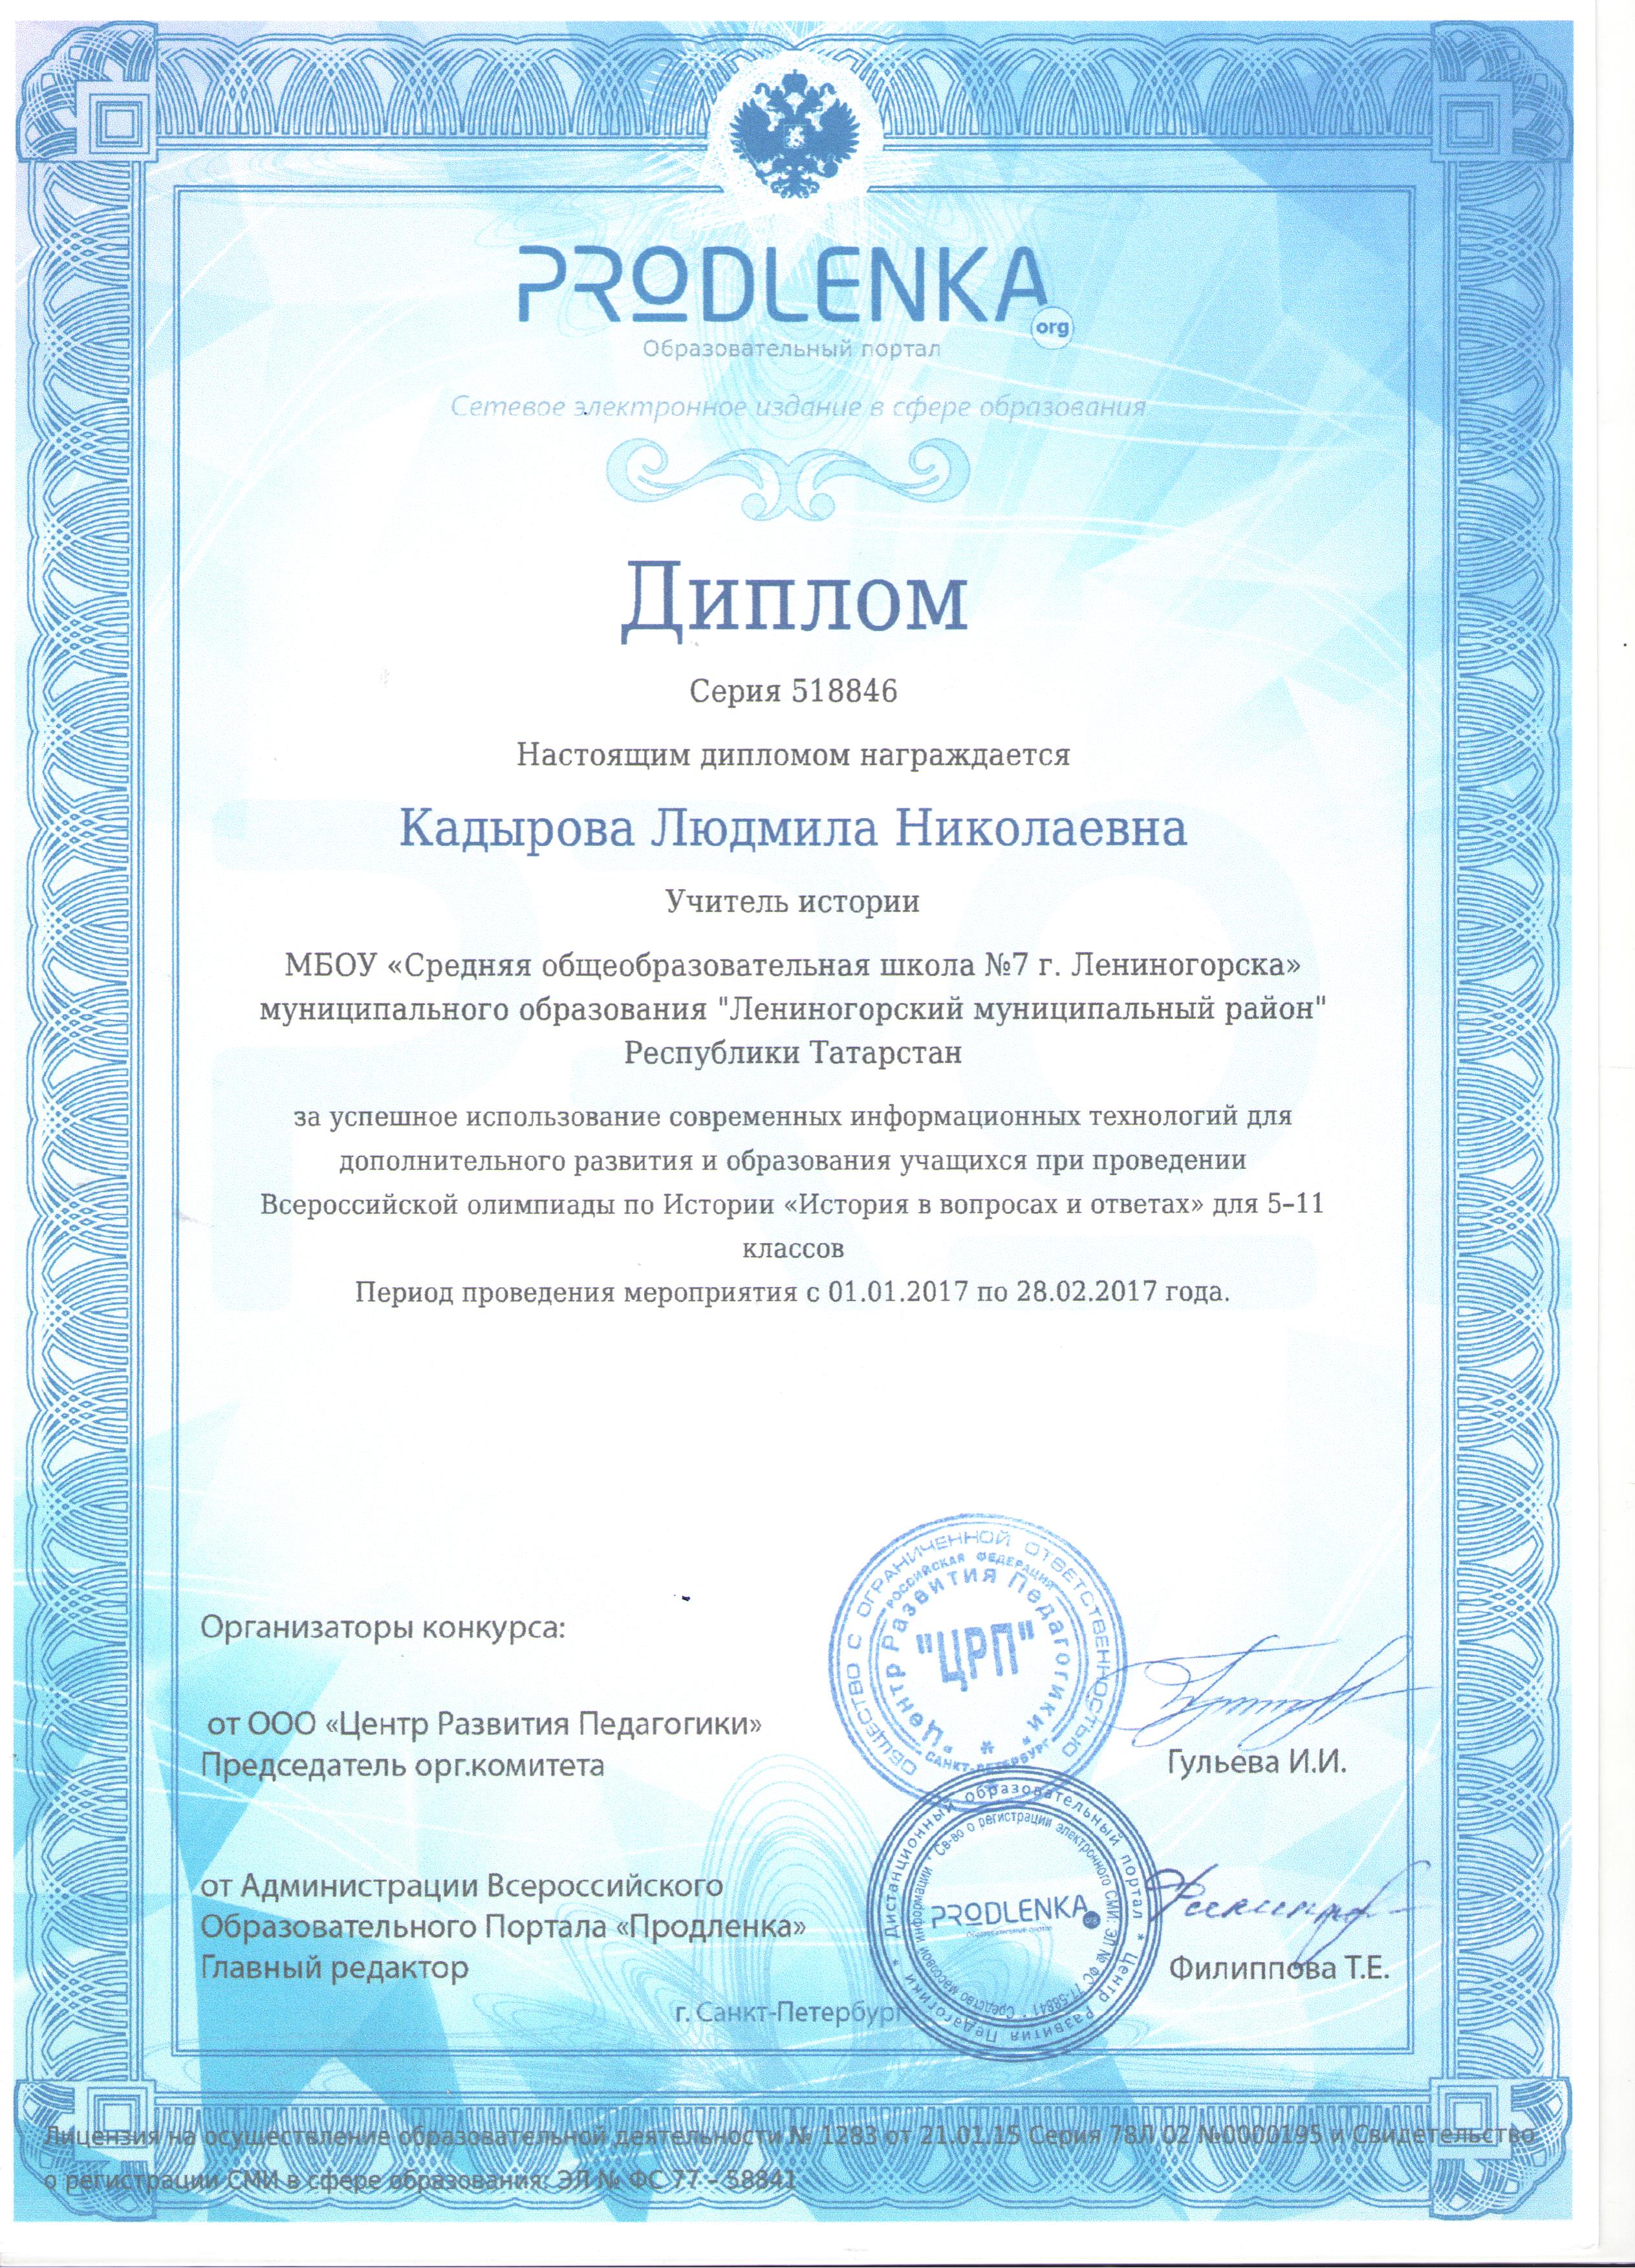 PRODLENKA
org
Образовательный портал
Сетевое электронное издание в сфере образования
Диплом
Серия 518846
Настоящим дипломом награждается
Кадырова Людмила Николаевна
Учитель истории
МБОУ «Средняя общеобразовательная школа №7 г. Лениногорска»
муниципального образования "Лениногорский муниципальный район"
Республики Татарстан
за успешное использование современных информационных технологий для
дополнительного развития и образования учащихся при проведении
Всероссийской олимпиады по Истории «История в вопросах и ответах» для 5–11
классов
Период проведения мероприятия с 01.01.2017 по 28.02.2017 года.
Организаторы конкурса:
ОБЩЕСТВО С ОГРАНИЧЕННОЙ ОТВЕТСТВЕННОСТЬЮ
РОССИЙСКАЯ ФЕДЕРАЦИЯ
"Центр Развития Педагогики"
"ЦРП"
САНКТ-ПЕТЕРБУРГ
от ООО «Центр Развития Педагогики»
Председатель орг.комитета
Гульева И.И.
Дистанционный образовательный портал * Центр Развития Педагогики *
Св-во о регистрации электронного СМИ: ЭЛ № ФС 77-58841 * Средство массовой информации *
PRODLENKA
org
Образовательный портал
от Администрации Всероссийского
Образовательного Портала «Продленка»
Главный редактор
Филиппова Т.Е.
г. Санкт-Петербург
Лицензия на осуществление образовательной деятельности № 1283 от 21.01.15 Серия 78Л 02 №0000195 и Свидетельство
о регистрации СМИ в сфере образования: ЭЛ № ФС 77 – 58841